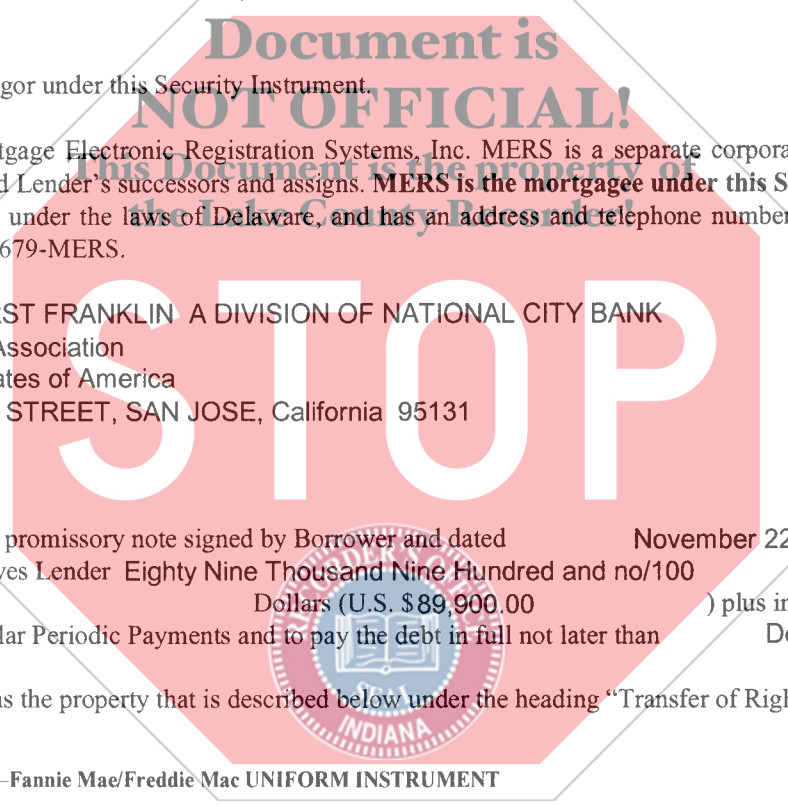 Document is
gor under this Security Instrument.
NOT OFFICIAL!
tgage Electronic Registration Systems, Inc. MERS is a separate corpora
This Document is the property of
d Lender's successors and assigns. MERS is the mortgagee under this S
the Lake County Recorder!
under the laws of Delaware, and has an address and telephone number
679-MERS.
RST FRANKLIN A DIVISION OF NATIONAL CITY BANK
Association
ates of America
STREET, SAN JOSE, California 95131
STOP
promissory note signed by Borrower and dated November 22
ves Lender Eighty Nine Thousand Nine Hundred and no/100
Dollars (U.S. $89,900.00 ) plus in
lar Periodic Payments and to pay the debt in full not later than De
as the property that is described below under the heading “Transfer of Righ
RECORDER'S OFFICE
SEAL
INDIANA
–Fannie Mae/Freddie Mac UNIFORM INSTRUMENT